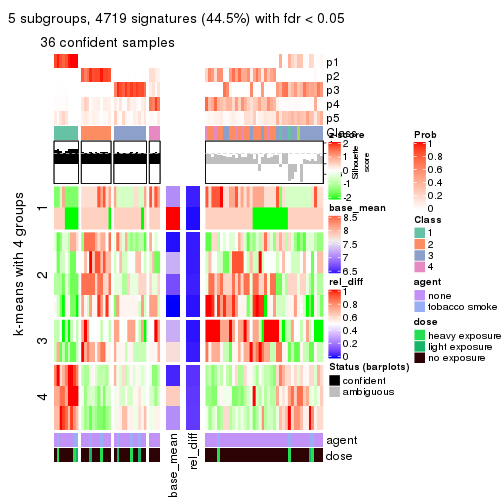 5 subgroups, 4719 signatures (44.5%) with fdr < 0.05
36 confident samples
p1
p2
p3
p4
p5
Class
z-score
2
1
0
-1
-2
Silhouette
score
base_mean
8.5
7.5
6.5
rel_diff
1
0.8
0.6
0.4
0.2
0
Status (barplots)
confident
ambiguous
Prob
1
0.8
0.6
0.4
0.2
0
Class
1
2
3
4
agent
none
tobacco smoke
dose
heavy exposure
light exposure
no exposure
k-means with 4 groups
1
2
3
4
agent
dose
base_mean
rel_diff